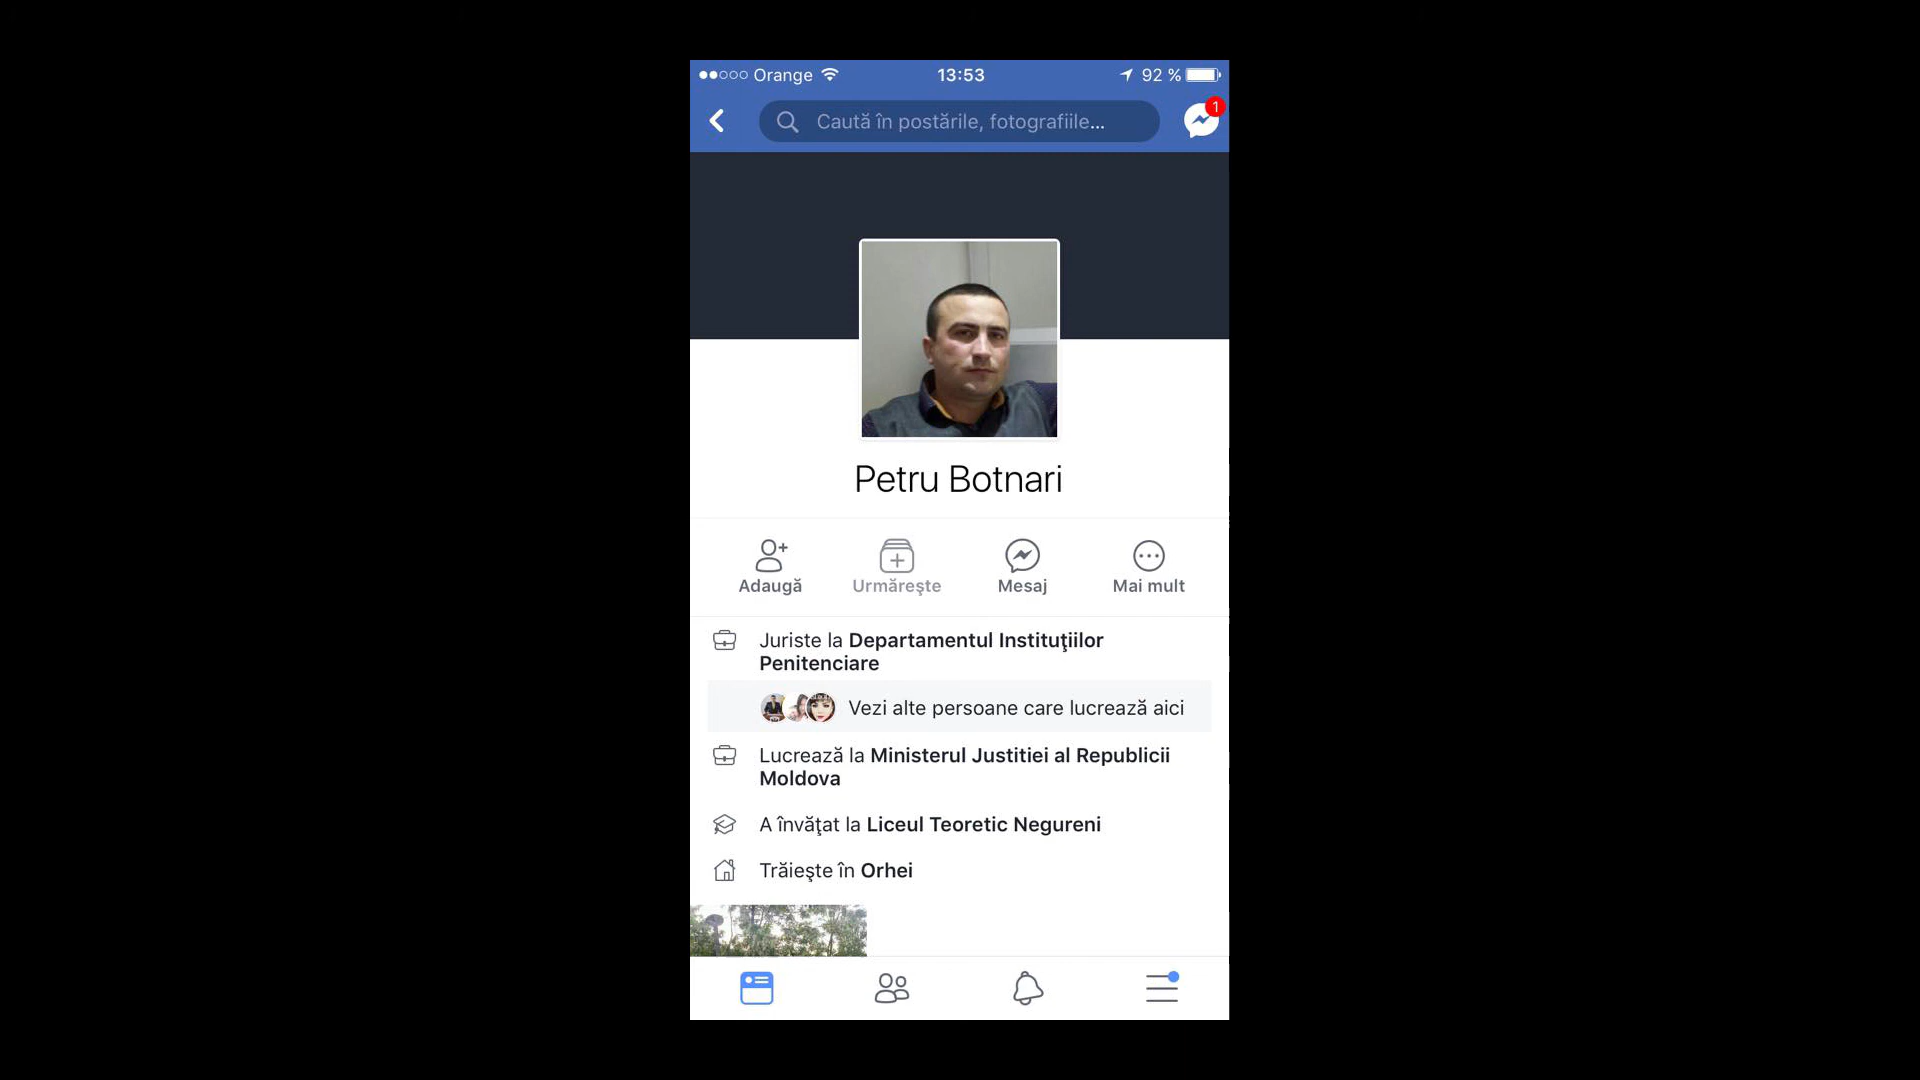 Orange 13:53 92 %
Caută în postările, fotografiile...
1
Petru Botnari
Adaugă Urmăreşte Mesaj Mai mult
Juriste la Departamentul Instituţiilor
Penitenciare
Vezi alte persoane care lucrează aici
Lucrează la Ministerul Justitiei al Republicii
Moldova
A învăţat la Liceul Teoretic Negureni
Trăieşte în Orhei